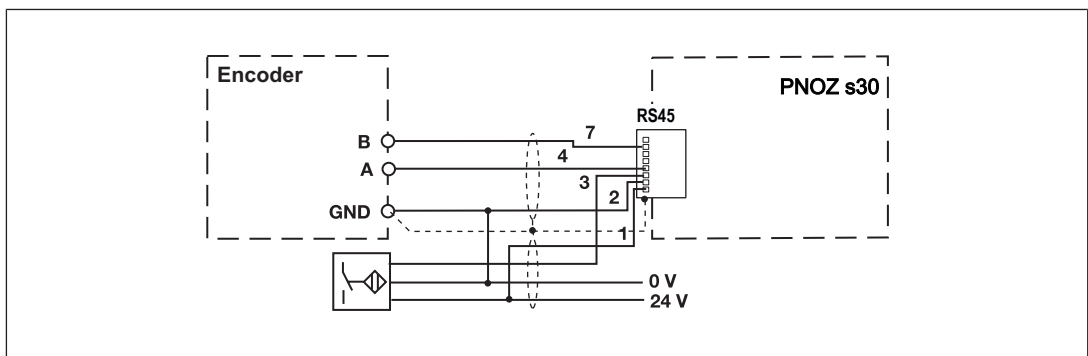 Encoder
PNOZ s30
RS45
B
7
A
4
3
2
GND
1
0 V
24 V